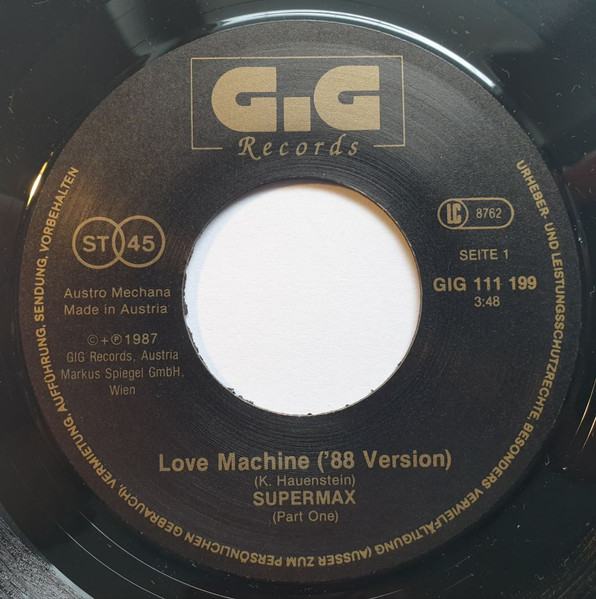 GiG
Records
ST 45
Austro Mechana
Made in Austria
©+℗1987
GIG Records, Austria
Markus Spiegel GmbH,
Wien
LC 8762
SEITE 1
GIG 111 199
3:48
Love Machine ('88 Version)
(K. Hauenstein)
SUPERMAX
(Part One)
URHEBER- UND LEISTUNGSSCHUTZRECHTE, BESONDERS VERVIELFÄLTIGUNG (AUSSER ZUM PERSÖNLICHEN GEBRAUCH), VERMIETUNG, AUFFÜHRUNG, SENDUNG, VORBEHALTEN